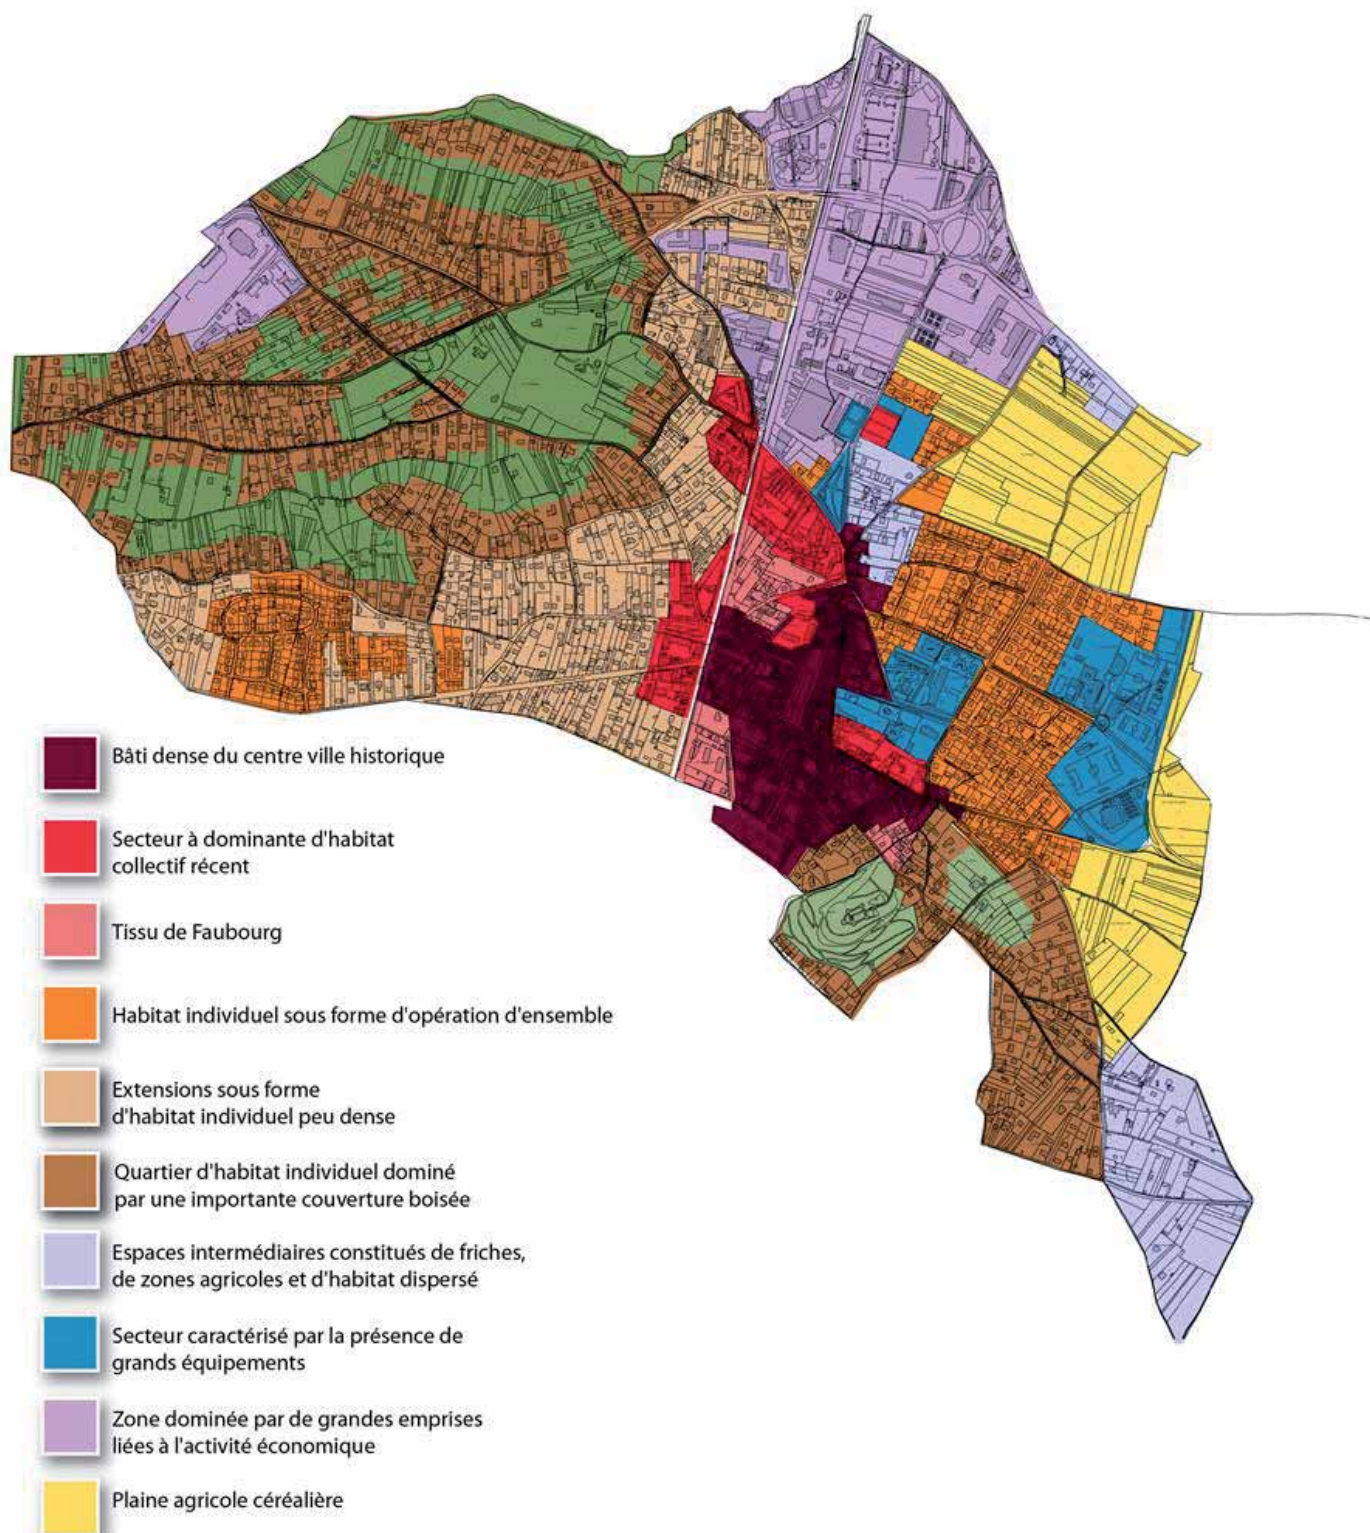 Bâti dense du centre ville historique
Secteur à dominante d'habitat
collectif récent
Tissu de Faubourg
Habitat individuel sous forme d'opération d'ensemble
Extensions sous forme
d'habitat individuel peu dense
Quartier d'habitat individuel dominé
par une importante couverture boisée
Espaces intermédiaires constitués de friches,
de zones agricoles et d'habitat dispersé
Secteur caractérisé par la présence de
grands équipements
Zone dominée par de grandes emprises
liées à l'activité économique
Plaine agricole céréalière